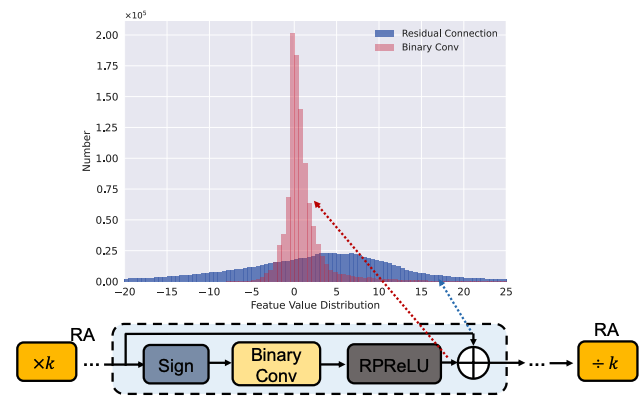 ×10⁵
2.00
1.75
1.50
1.25
1.00
0.75
0.50
0.25
0.00
Number
Residual Connection
Binary Conv
−20 −15 −10 −5 0 5 10 15 20 25
Featue Value Distribution
RA
×k
...
Sign
Binary
Conv
RPReLU
...
RA
÷k